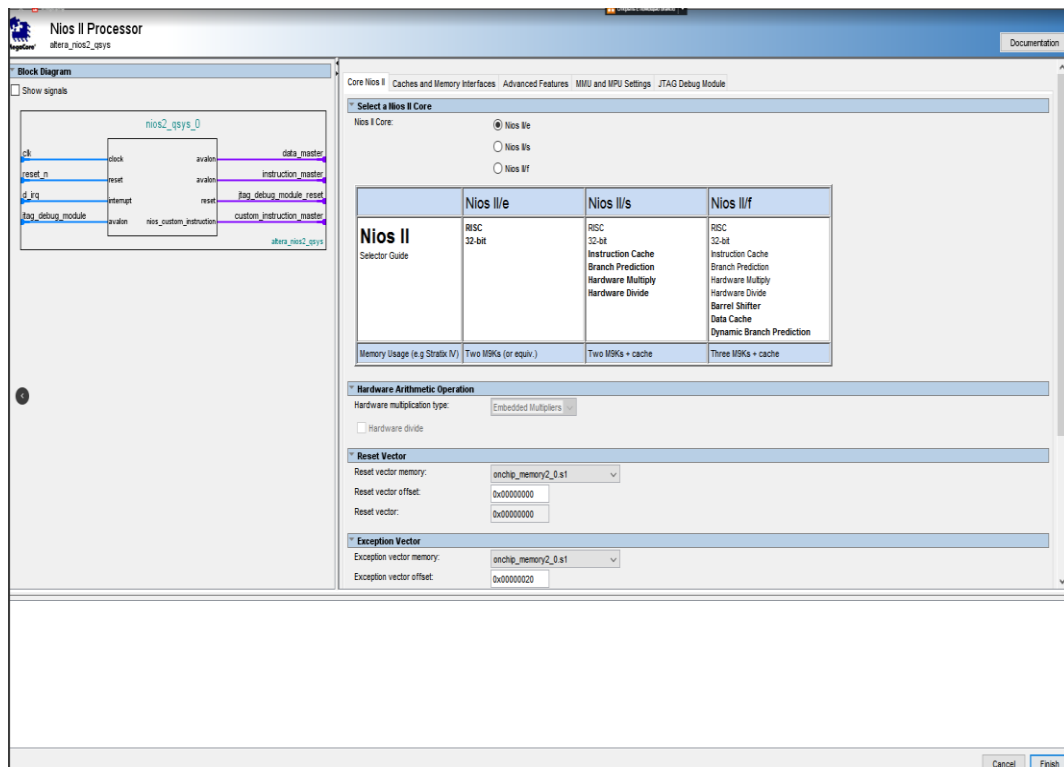 Nios II Processor
altera_nios2_qsys
MegaCore'
Documentation
Block Diagram
Show signals
nios2_qsys_0
clk
clock
avalon
data_master
reset_n
reset
avalon
instruction_master
d_irq
interrupt
reset
jtag_debug_module_reset
jtag_debug_module
avalon
nios_custom_instruction
custom_instruction_master
altera_nios2_qsys
Core Nios II Caches and Memory Interfaces Advanced Features MMU and MPU Settings JTAG Debug Module
Select a Nios II Core
Nios II Core:
Nios II/e
Nios II/s
Nios II/f
Nios II/e Nios II/s Nios II/f
Nios II
Selector Guide
RISC
32-bit
RISC
32-bit
Instruction Cache
Branch Prediction
Hardware Multiply
Hardware Divide
RISC
32-bit
Instruction Cache
Branch Prediction
Hardware Multiply
Hardware Divide
Barrel Shifter
Data Cache
Dynamic Branch Prediction
Memory Usage (e.g Stratix IV) Two M9Ks (or equiv.) Two M9Ks + cache Three M9Ks + cache
Hardware Arithmetic Operation
Hardware multiplication type: Embedded Multipliers
Hardware divide
Reset Vector
Reset vector memory: onchip_memory2_0.s1
Reset vector offset: 0x00000000
Reset vector: 0x00000000
Exception Vector
Exception vector memory: onchip_memory2_0.s1
Exception vector offset: 0x00000020
Cancel Finish